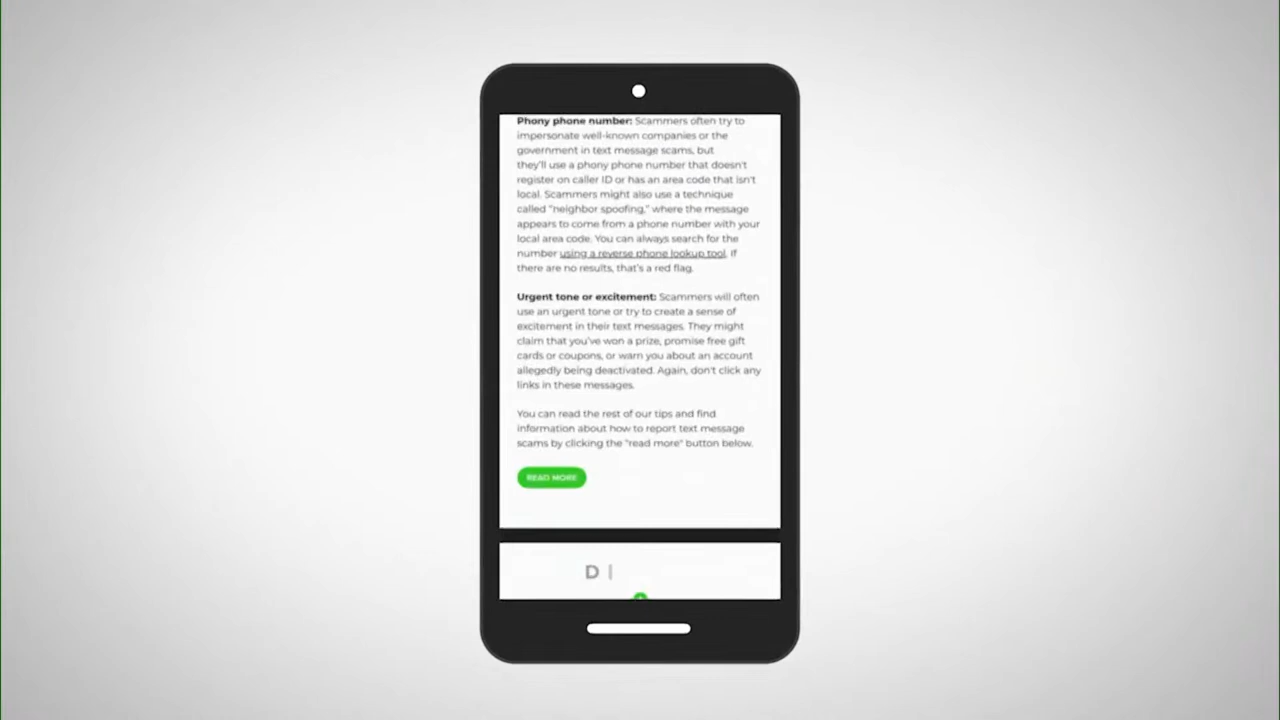 Phony phone number: Scammers often try to
impersonate well-known companies or the
government in text message scams, but
they'll use a phony phone number that doesn't
register on caller ID or has an area code that isn't
local. Scammers might also use a technique
called "neighbor spoofing," where the message
appears to come from a phone number with your
local area code. You can always search for the
number using a reverse phone lookup tool. If
there are no results, that's a red flag.
Urgent tone or excitement: Scammers will often
use an urgent tone or try to create a sense of
excitement in their text messages. They might
claim that you've won a prize, promise free gift
cards or coupons, or warn you about an account
allegedly being deactivated. Again, don't click any
links in these messages.
You can read the rest of our tips and find
information about how to report text message
scams by clicking the "read more" button below.
READ MORE
D |